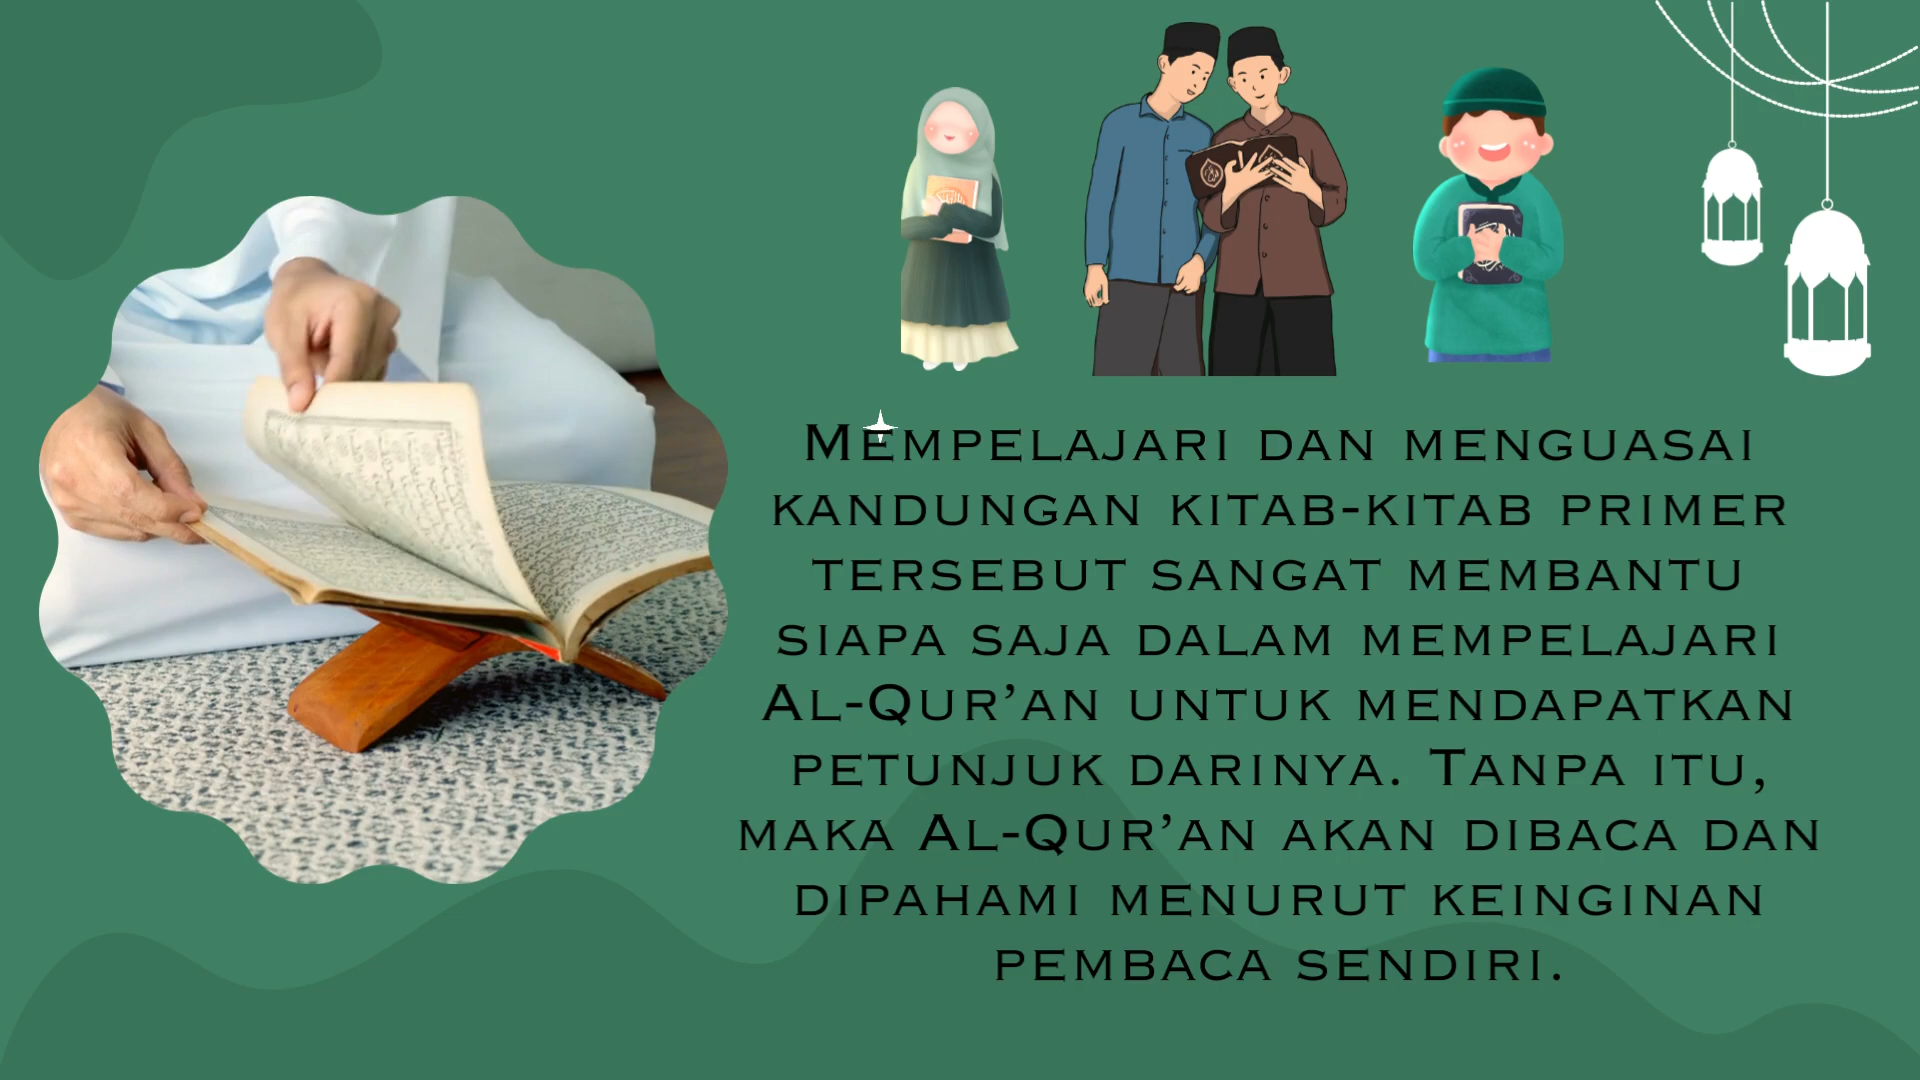 Mempelajari dan menguasai
kandungan kitab-kitab primer
tersebut sangat membantu
siapa saja dalam mempelajari
Al-Qur’an untuk mendapatkan
petunjuk darinya. Tanpa itu,
maka Al-Qur’an akan dibaca dan
dipahami menurut keinginan
pembaca sendiri.